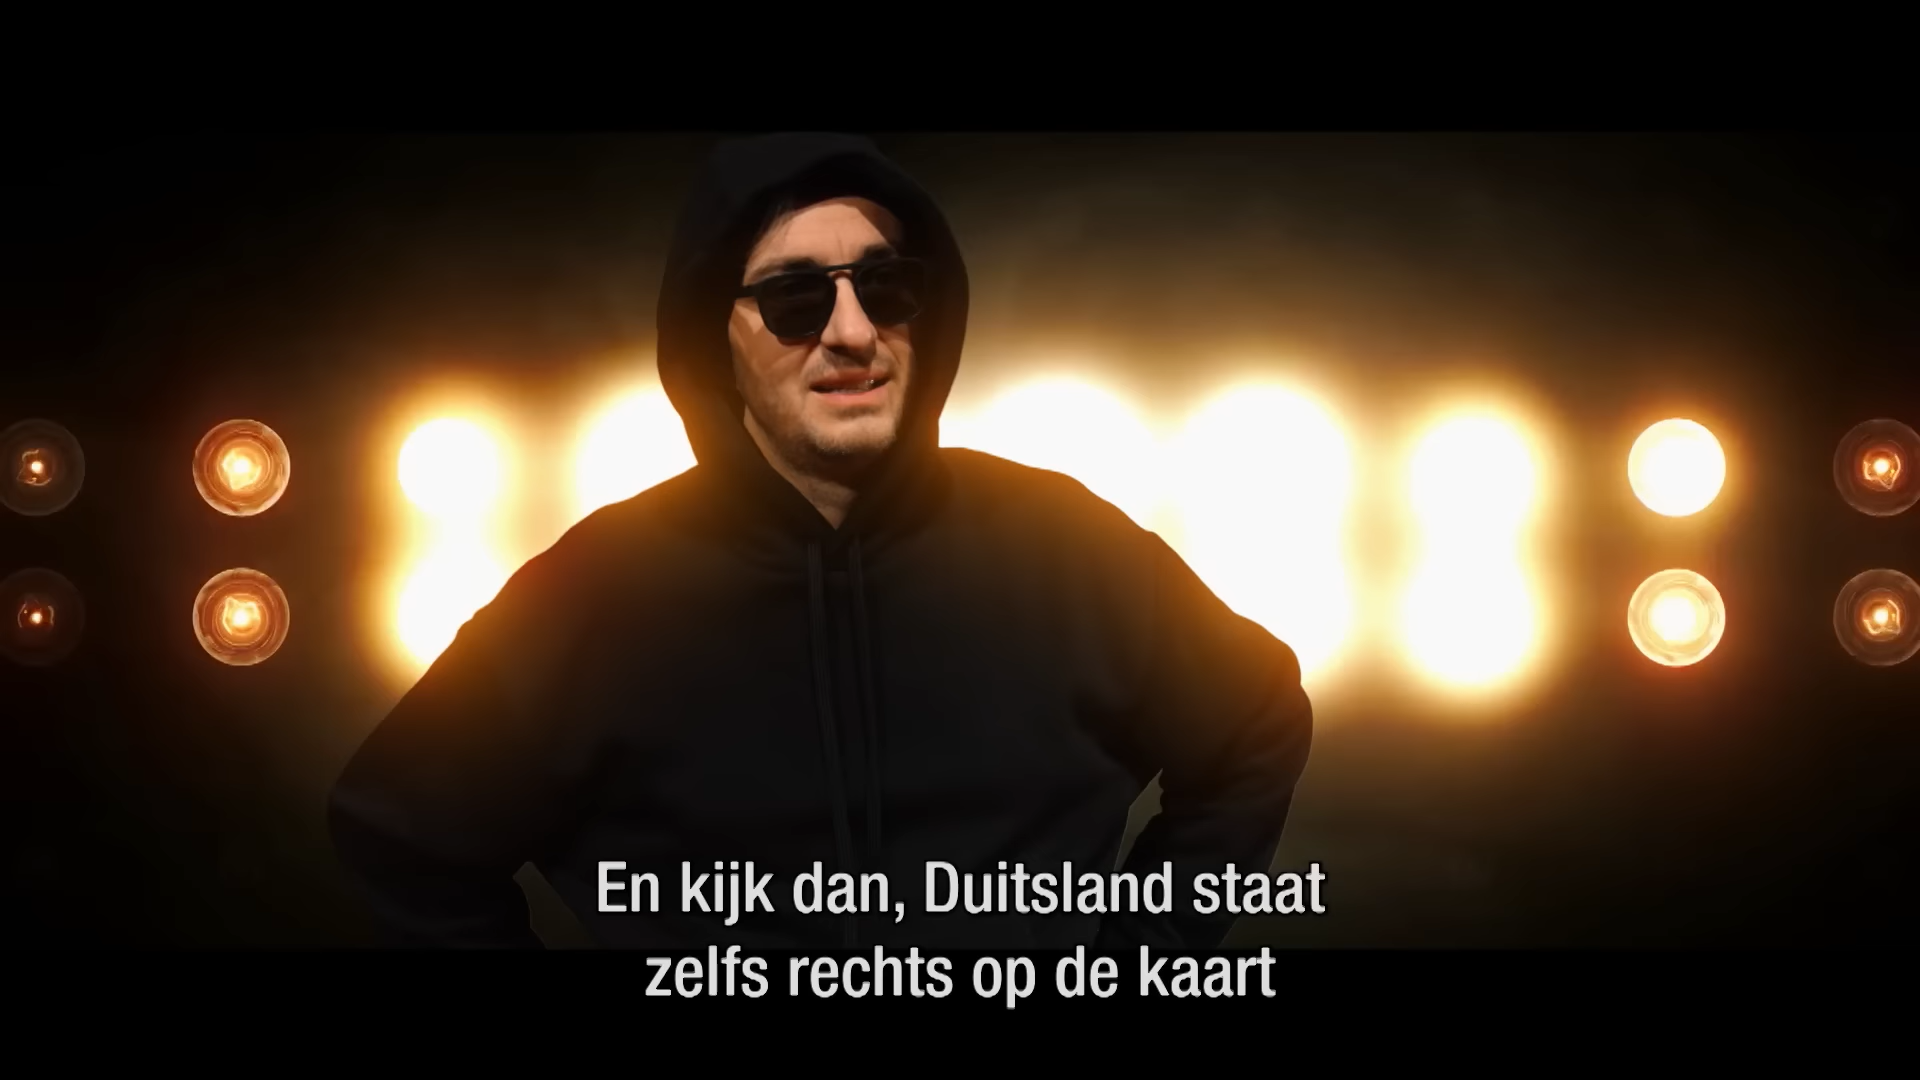 En kijk dan, Duitsland staat
zelfs rechts op de kaart